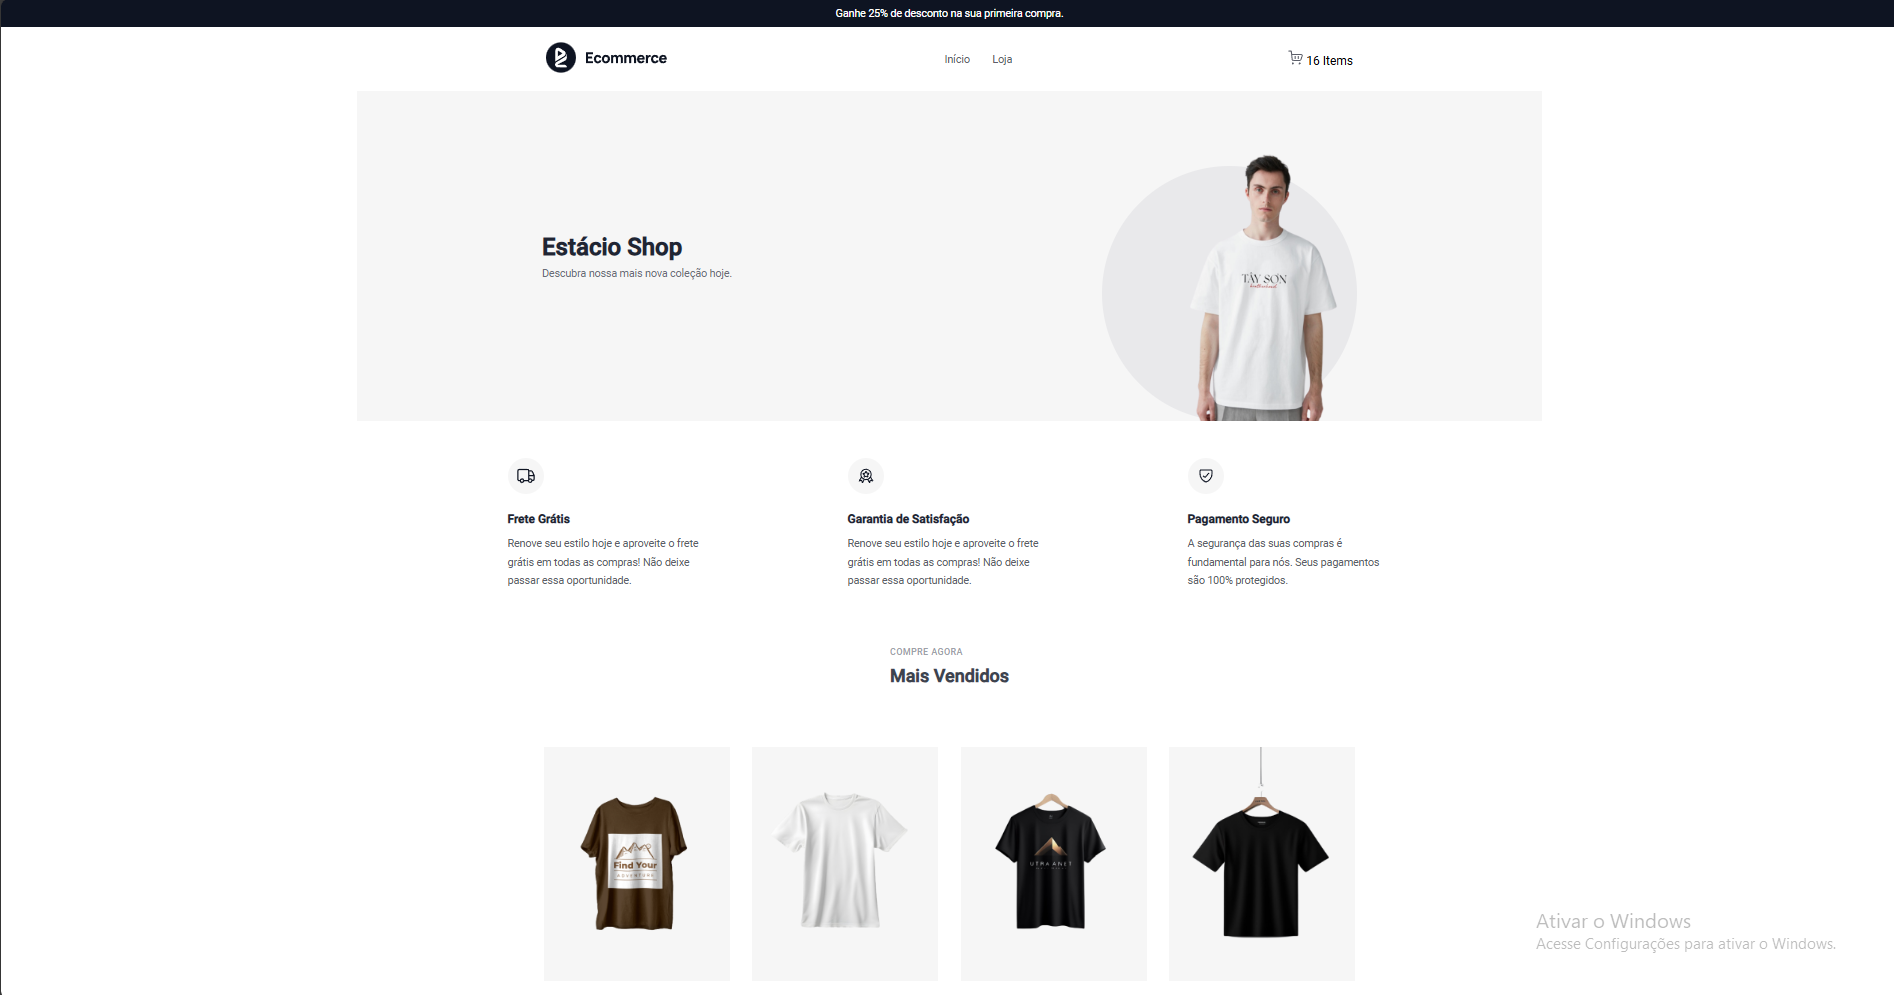 Ganhe 25% de desconto na sua primeira compra.
Ecommerce
Início
Loja
16 Items
Estácio Shop
Descubra nossa mais nova coleção hoje.
TÂY SƠN
Frete Grátis
Renove seu estilo hoje e aproveite o frete
grátis em todas as compras! Não deixe
passar essa oportunidade.
Garantia de Satisfação
Renove seu estilo hoje e aproveite o frete
grátis em todas as compras! Não deixe
passar essa oportunidade.
Pagamento Seguro
A segurança das suas compras é
fundamental para nós. Seus pagamentos
são 100% protegidos.
COMPRE AGORA
Mais Vendidos
Find Your
ADVENTURE
Ativar o Windows
Acesse Configurações para ativar o Windows.